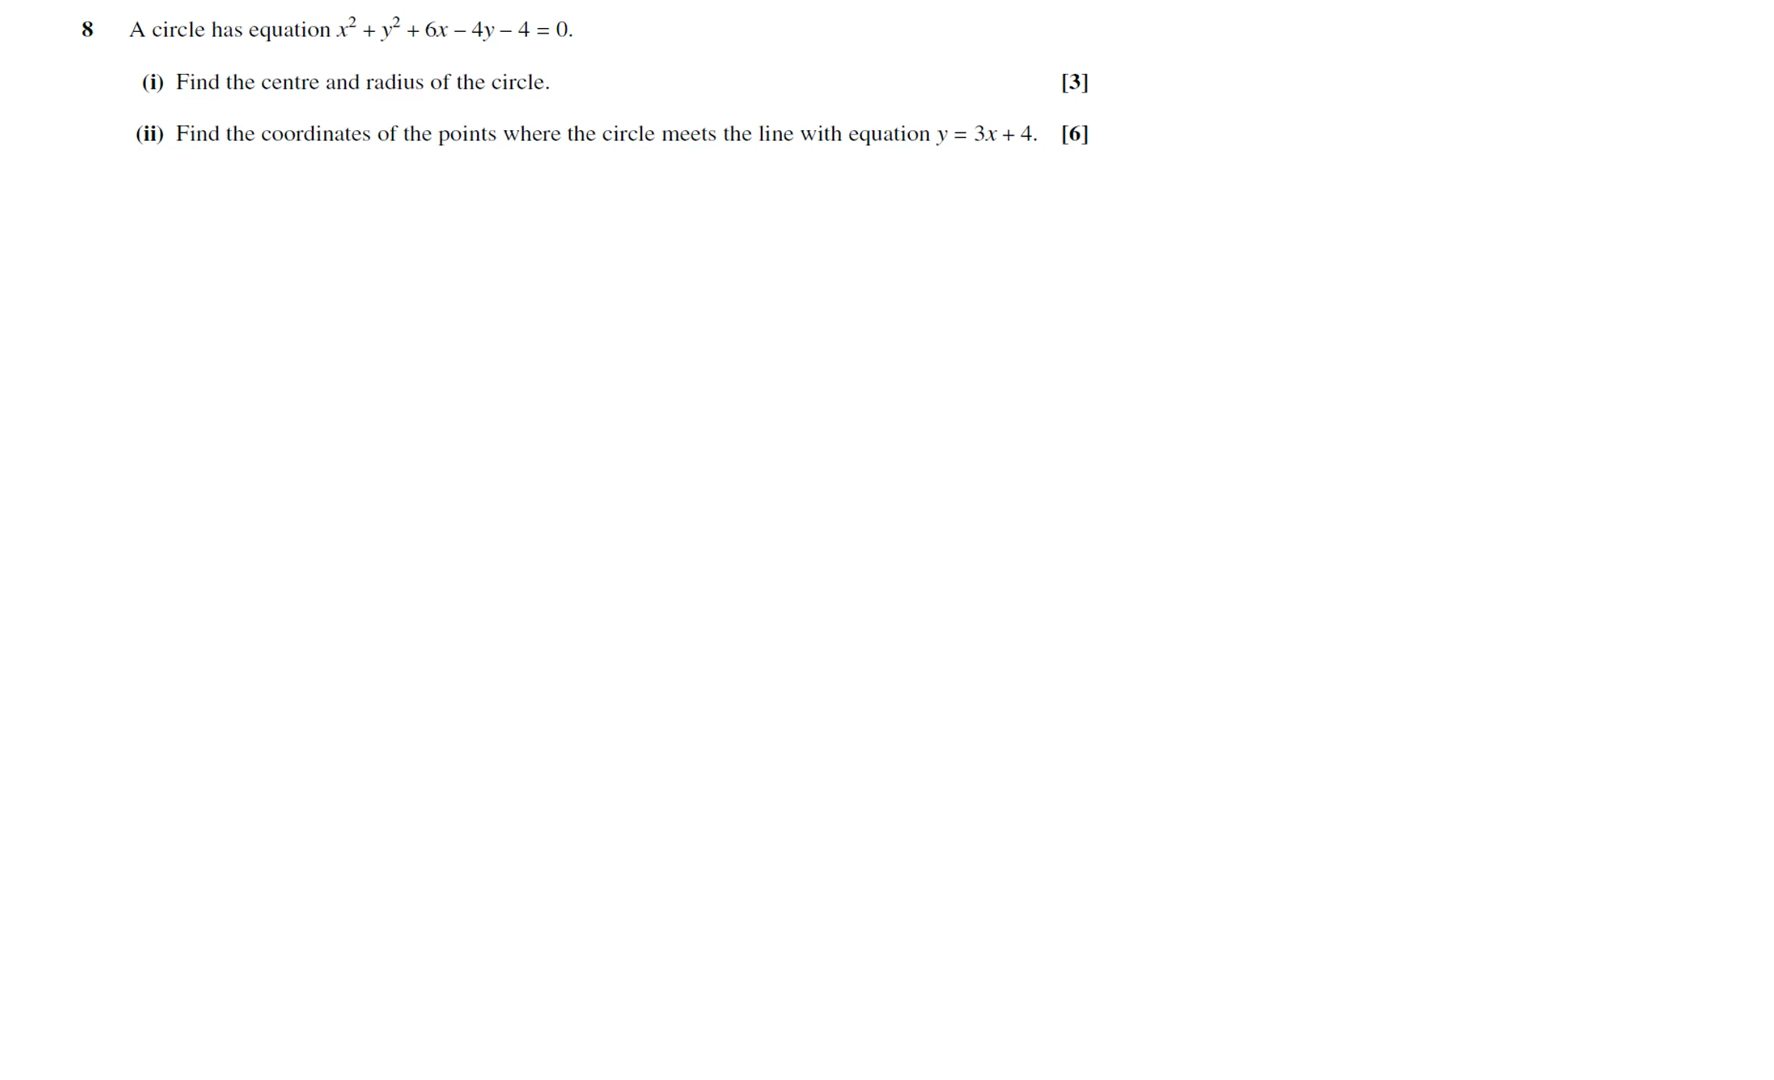 8 A circle has equation x² + y² + 6x – 4y – 4 = 0.
(i) Find the centre and radius of the circle. [3]
(ii) Find the coordinates of the points where the circle meets the line with equation y = 3x + 4. [6]